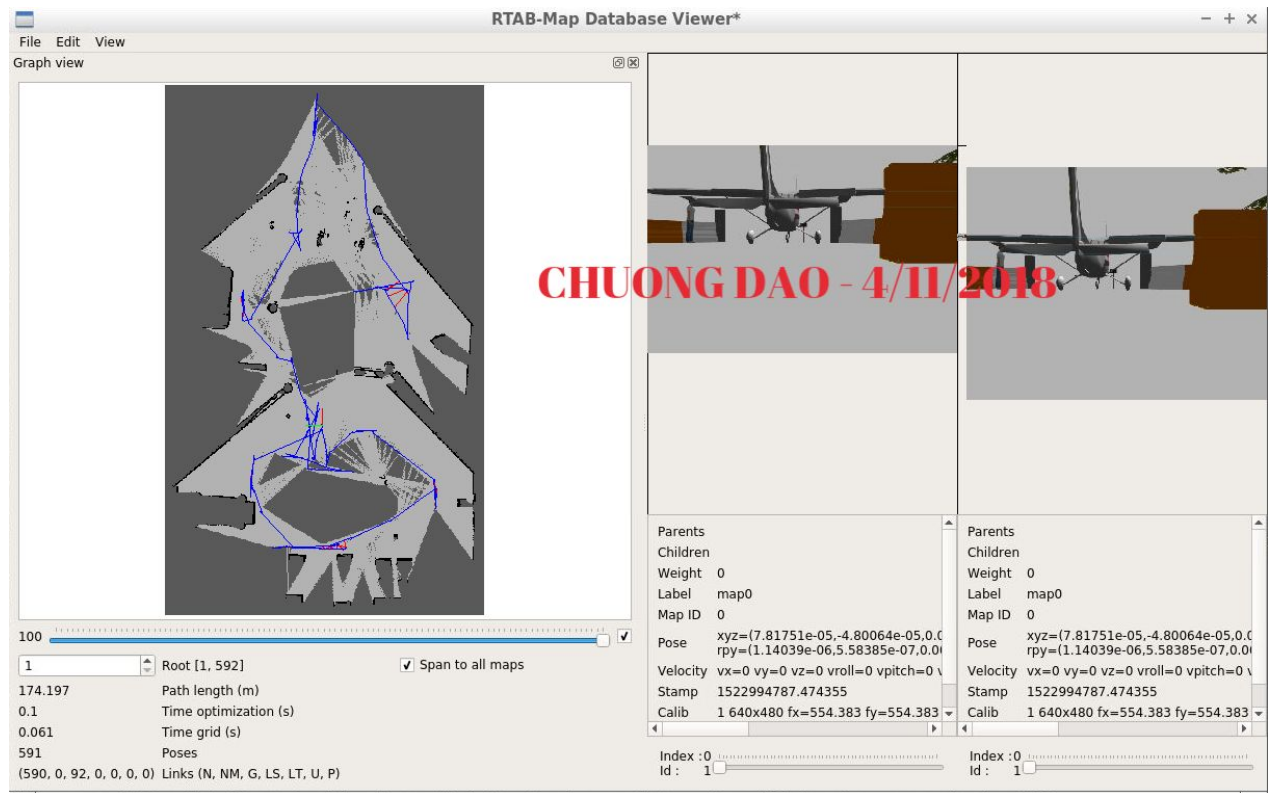 RTAB-Map Database Viewer*
File Edit View
Graph view
CHUONG DAO - 4/11/2018
100
1 Root [1, 592] Span to all maps
174.197 Path length (m)
0.1 Time optimization (s)
0.061 Time grid (s)
591 Poses
(590, 0, 92, 0, 0, 0, 0) Links (N, NM, G, LS, LT, U, P)
Parents
Children
Weight 0
Label map0
Map ID 0
Pose xyz=(7.81751e-05,-4.80064e-05,0.0
rpy=(1.14039e-06,5.58385e-07,0.0
Velocity vx=0 vy=0 vz=0 vroll=0 vpitch=0
Stamp 1522994787.474355
Calib 1 640x480 fx=554.383 fy=554.383
Index :0
Id : 1
Parents
Children
Weight 0
Label map0
Map ID 0
Pose xyz=(7.81751e-05,-4.80064e-05,0.0
rpy=(1.14039e-06,5.58385e-07,0.0
Velocity vx=0 vy=0 vz=0 vroll=0 vpitch=0
Stamp 1522994787.474355
Calib 1 640x480 fx=554.383 fy=554.383
Index :0
Id : 1